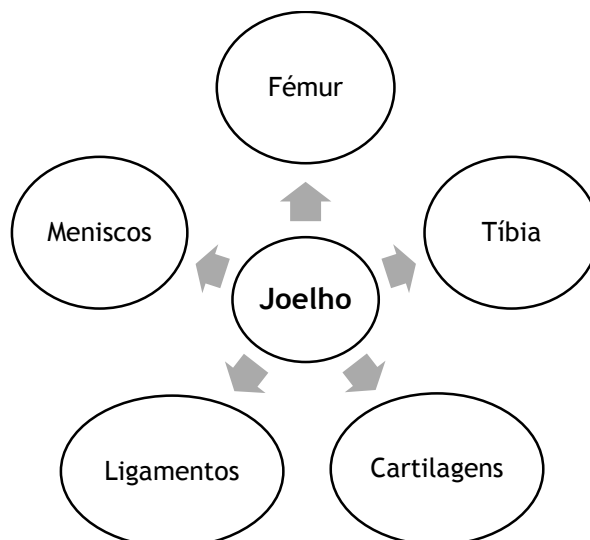 Fémur
Meniscos
Tíbia
Joelho
Ligamentos
Cartilagens